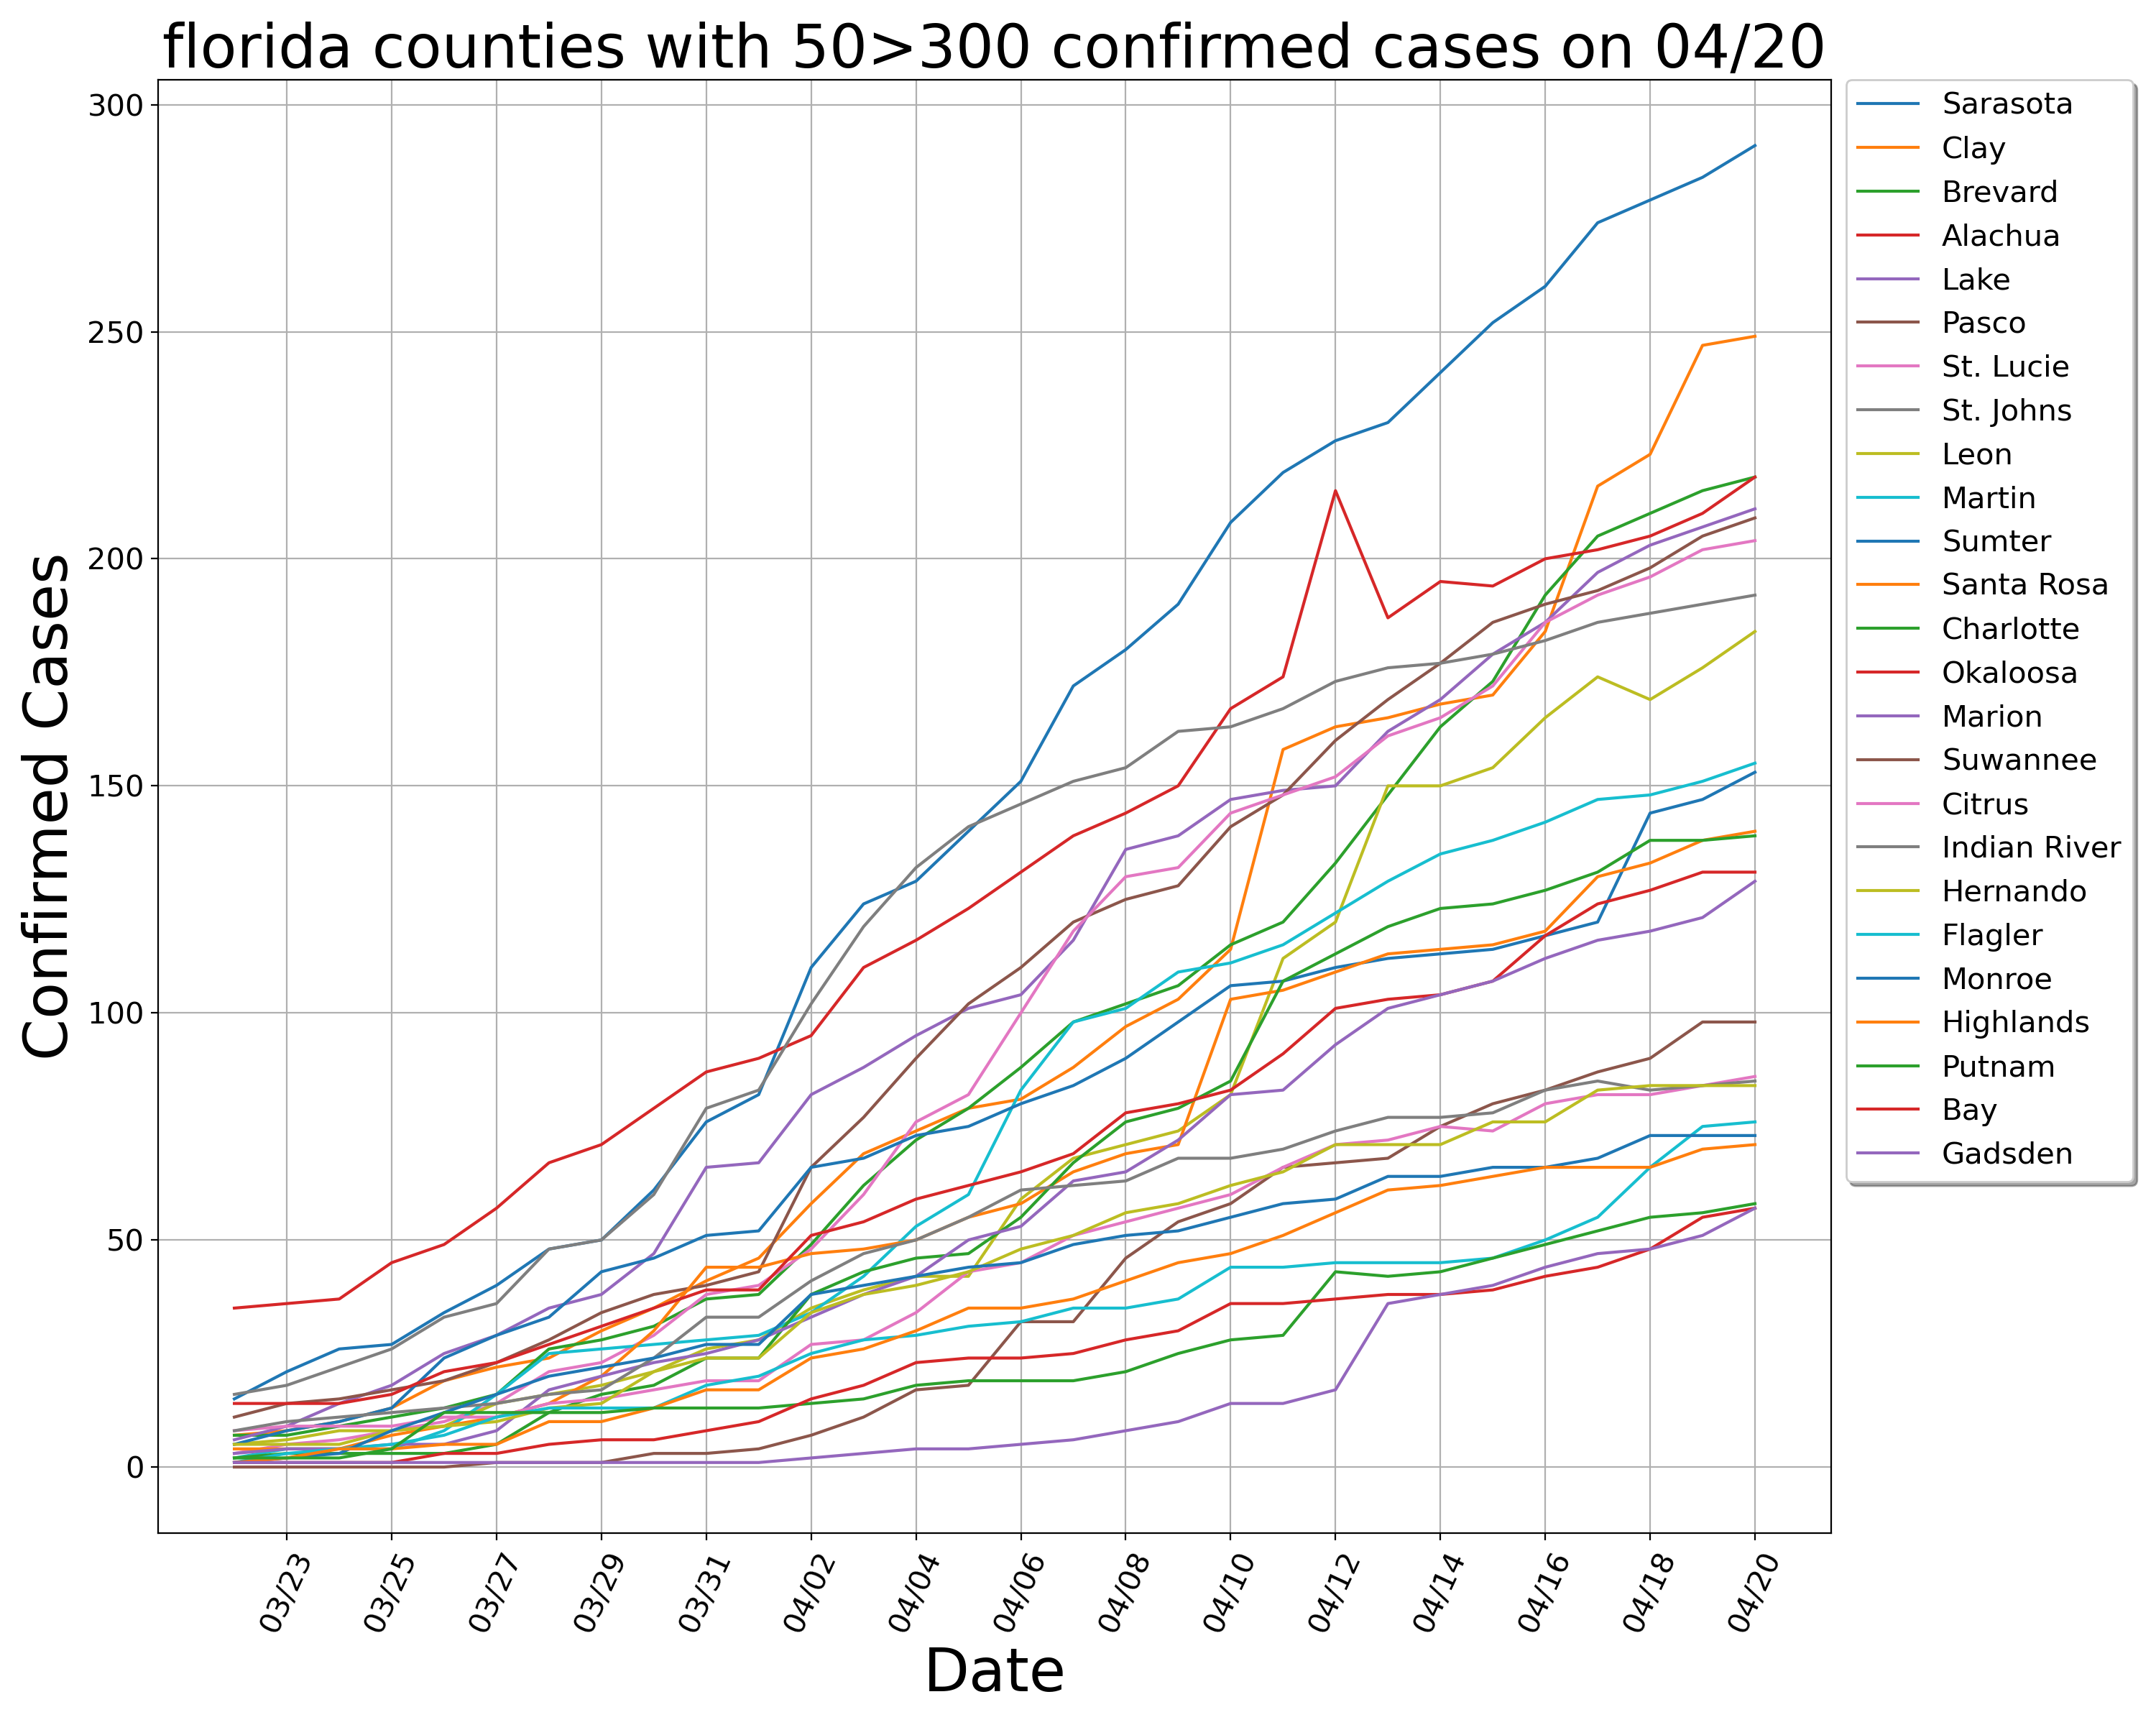 florida counties with 50>300 confirmed cases on 04/20
Confirmed Cases
300
250
200
150
100
50
0
03/23
03/25
03/27
03/29
03/31
04/02
04/04
04/06
04/08
04/10
04/12
04/14
04/16
04/18
04/20
Date
Sarasota
Clay
Brevard
Alachua
Lake
Pasco
St. Lucie
St. Johns
Leon
Martin
Sumter
Santa Rosa
Charlotte
Okaloosa
Marion
Suwannee
Citrus
Indian River
Hernando
Flagler
Monroe
Highlands
Putnam
Bay
Gadsden